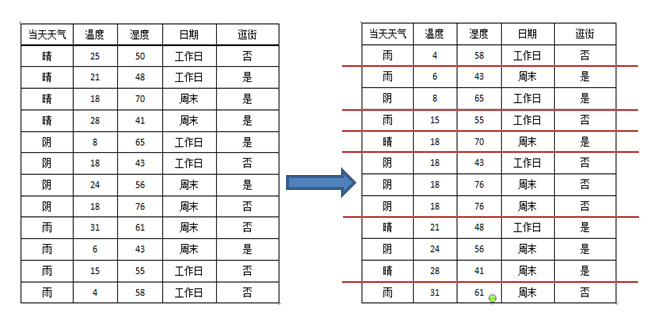 当天天气 温度 湿度 日期 逛街
晴 25 50 工作日 否
晴 21 48 工作日 是
晴 18 70 周末 是
晴 28 41 周末 是
阴 8 65 工作日 是
阴 18 43 工作日 否
阴 24 56 周末 是
阴 18 76 周末 否
雨 31 61 周末 否
雨 6 43 周末 是
雨 15 55 工作日 否
雨 4 58 工作日 否
当天天气 温度 湿度 日期 逛街
雨 4 58 工作日 否
雨 6 43 周末 是
阴 8 65 工作日 是
雨 15 55 工作日 否
晴 18 70 周末 是
阴 18 43 工作日 否
阴 18 76 周末 否
阴 18 76 工作日 否
晴 21 48 工作日 是
阴 24 56 周末 是
晴 28 41 周末 是
雨 31 61 周末 否